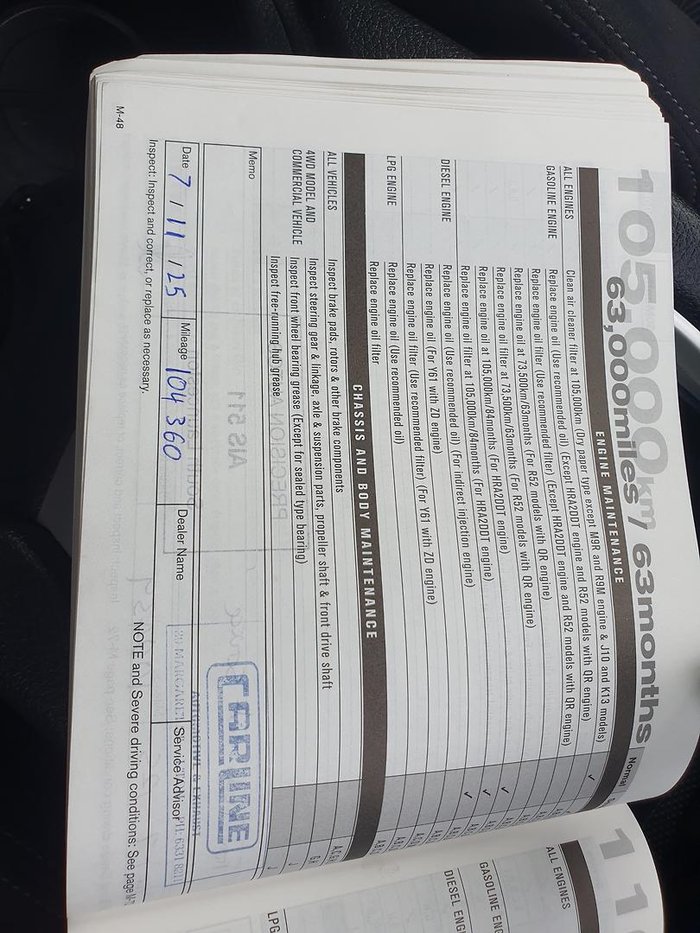 105,000km
63,000miles / 63months
Normal
ENGINE MAINTENANCE
ALL ENGINES
Clean air cleaner filter at 105,000km (Dry paper type except M9R and R9M engine & J10 and K13 models)
GASOLINE ENGINE
Replace engine oil (Use recommended oil) (Except HRA2DDT engine and R52 models with QR engine) ✓
Replace engine oil filter (Use recommended filter) (Except HRA2DDT engine and R52 models with QR engine)
Replace engine oil at 73,500km/63months (For R52 models with QR engine)
Replace engine oil filter at 73,500km/63months (For R52 models with QR engine)
Replace engine oil at 105,000km/84months (For HRA2DDT engine) ✓
Replace engine oil filter at 105,000km/84months (For HRA2DDT engine) ✓
DIESEL ENGINE
Replace engine oil (Use recommended oil) (For indirect injection engine) ✓
Replace engine oil (For Y61 with ZD engine)
Replace engine oil filter (Use recommended filter) (For Y61 with ZD engine)
LPG ENGINE
Replace engine oil (Use recommended oil)
Replace engine oil filter
CHASSIS AND BODY MAINTENANCE
ALL VEHICLES
Inspect brake pads, rotors & other brake components
4WD MODEL AND
COMMERCIAL VEHICLE
Inspect steering gear & linkage, axle & suspension parts, propeller shaft & front drive shaft
Inspect front wheel bearing grease (Except for sealed type bearing)
Inspect free-running hub grease
Memo
CARLINE
AUTOMOTIVE & EXHAUST
Date 7 / 11 / 25 Mileage 104 360 Dealer Name Service Advisor
Inspect: Inspect and correct, or replace as necessary.
NOTE and Severe driving conditions: See page
M-48
ALL ENGINES
GASOLINE ENG
DIESEL ENG
LPG